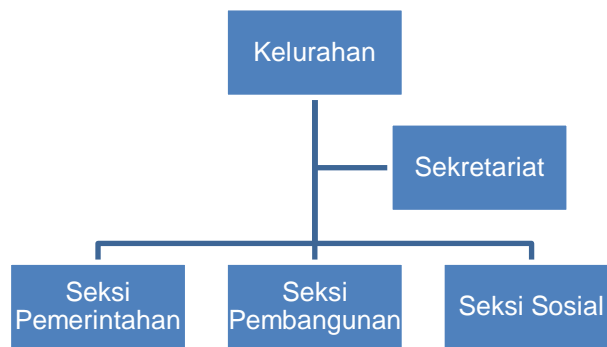 Kelurahan
Sekretariat
Seksi
Pemerintahan
Seksi
Pembangunan
Seksi Sosial